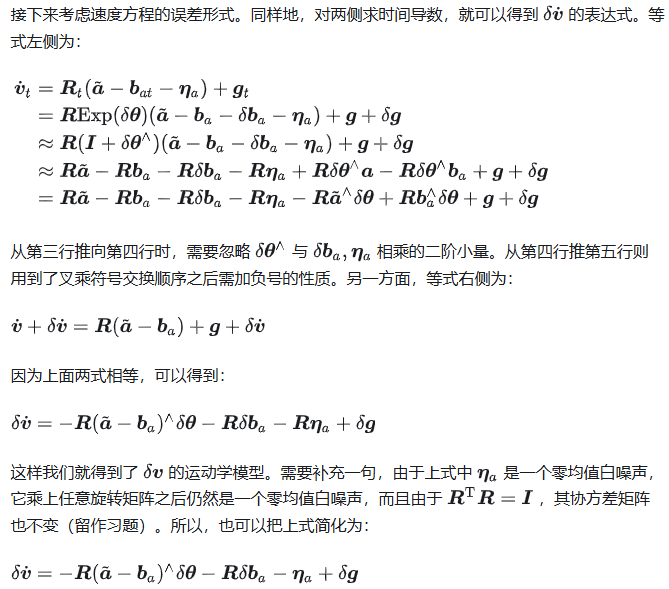 接下来考虑速度方程的误差形式。同样地，对两侧求时间导数，就可以得到 $\delta\dot{\boldsymbol{v}}$ 的表达式。等
式左侧为：
$\dot{\boldsymbol{v}}_t = \boldsymbol{R}_t(\tilde{\boldsymbol{a}} - \boldsymbol{b}_{at} - \boldsymbol{\eta}_a) + \boldsymbol{g}_t$
$= \boldsymbol{R}\mathrm{Exp}(\delta\boldsymbol{\theta})(\tilde{\boldsymbol{a}} - \boldsymbol{b}_a - \delta\boldsymbol{b}_a - \boldsymbol{\eta}_a) + \boldsymbol{g} + \delta\boldsymbol{g}$
$\approx \boldsymbol{R}(\boldsymbol{I} + \delta\boldsymbol{\theta}^\wedge)(\tilde{\boldsymbol{a}} - \boldsymbol{b}_a - \delta\boldsymbol{b}_a - \boldsymbol{\eta}_a) + \boldsymbol{g} + \delta\boldsymbol{g}$
$\approx \boldsymbol{R}\tilde{\boldsymbol{a}} - \boldsymbol{R}\boldsymbol{b}_a - \boldsymbol{R}\delta\boldsymbol{b}_a - \boldsymbol{R}\boldsymbol{\eta}_a + \boldsymbol{R}\delta\boldsymbol{\theta}^\wedge\boldsymbol{a} - \boldsymbol{R}\delta\boldsymbol{\theta}^\wedge\boldsymbol{b}_a + \boldsymbol{g} + \delta\boldsymbol{g}$
$= \boldsymbol{R}\tilde{\boldsymbol{a}} - \boldsymbol{R}\boldsymbol{b}_a - \boldsymbol{R}\delta\boldsymbol{b}_a - \boldsymbol{R}\boldsymbol{\eta}_a - \boldsymbol{R}\tilde{\boldsymbol{a}}^\wedge\delta\boldsymbol{\theta} + \boldsymbol{R}\boldsymbol{b}_a^\wedge\delta\boldsymbol{\theta} + \boldsymbol{g} + \delta\boldsymbol{g}$
从第三行推向第四行时，需要忽略 $\delta\boldsymbol{\theta}^\wedge$ 与 $\delta\boldsymbol{b}_a, \boldsymbol{\eta}_a$ 相乘的二阶小量。从第四行推第五行则
用到了叉乘符号交换顺序之后需加负号的性质。另一方面，等式右侧为：
$\dot{\boldsymbol{v}} + \delta\dot{\boldsymbol{v}} = \boldsymbol{R}(\tilde{\boldsymbol{a}} - \boldsymbol{b}_a) + \boldsymbol{g} + \delta\dot{\boldsymbol{v}}$
因为上面两式相等，可以得到：
$\delta\dot{\boldsymbol{v}} = -\boldsymbol{R}(\tilde{\boldsymbol{a}} - \boldsymbol{b}_a)^\wedge\delta\boldsymbol{\theta} - \boldsymbol{R}\delta\boldsymbol{b}_a - \boldsymbol{R}\boldsymbol{\eta}_a + \delta\boldsymbol{g}$
这样我们就得到了 $\delta\boldsymbol{v}$ 的运动学模型。需要补充一句，由于上式中 $\boldsymbol{\eta}_a$ 是一个零均值白噪声，
它乘上任意旋转矩阵之后仍然是一个零均值白噪声，而且由于 $\boldsymbol{R}^\mathrm{T}\boldsymbol{R} = \boldsymbol{I}$ ，其协方差矩阵
也不变（留作习题）。所以，也可以把上式简化为：
$\delta\dot{\boldsymbol{v}} = -\boldsymbol{R}(\tilde{\boldsymbol{a}} - \boldsymbol{b}_a)^\wedge\delta\boldsymbol{\theta} - \boldsymbol{R}\delta\boldsymbol{b}_a - \boldsymbol{\eta}_a + \delta\boldsymbol{g}$